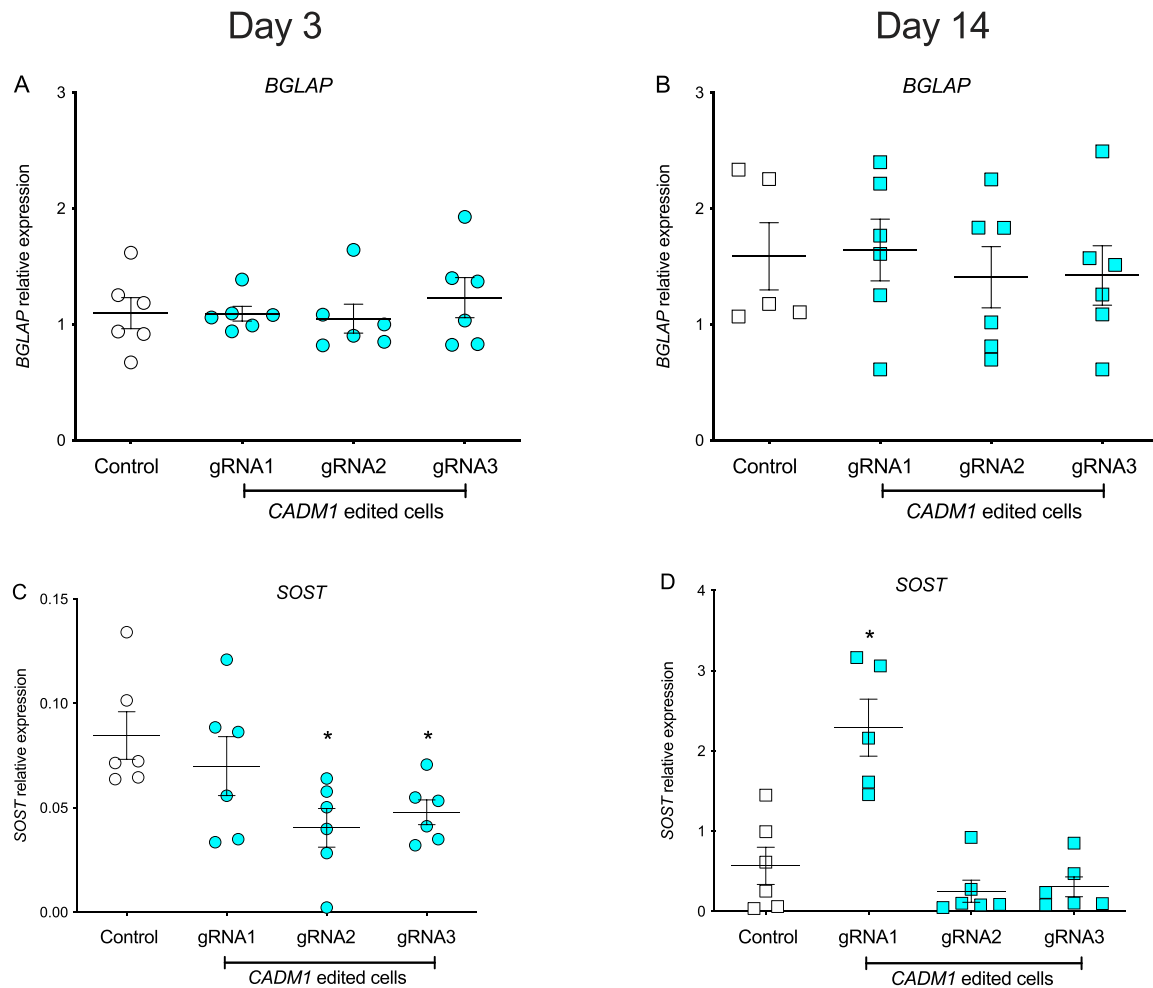 Day 3
Day 14
A
BGLAP
BGLAP relative expression
3
2
1
0
Control gRNA1 gRNA2 gRNA3
CADM1 edited cells
B
BGLAP
BGLAP relative expression
3
2
1
0
Control gRNA1 gRNA2 gRNA3
CADM1 edited cells
C
SOST
SOST relative expression
0.15
0.10
0.05
0.00
* *
Control gRNA1 gRNA2 gRNA3
CADM1 edited cells
D
SOST
SOST relative expression
4
3
2
1
0
*
Control gRNA1 gRNA2 gRNA3
CADM1 edited cells